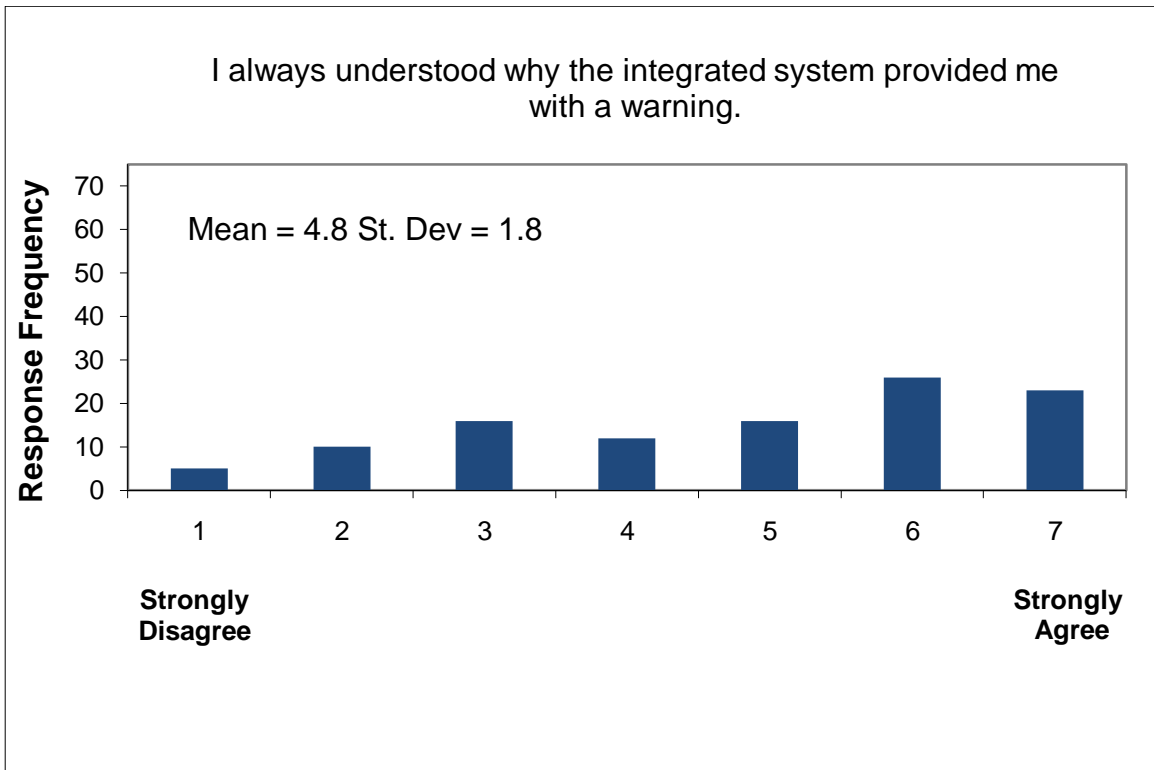 I always understood why the integrated system provided me
with a warning.
Response Frequency
70
60
50
40
30
20
10
0
Mean = 4.8 St. Dev = 1.8
1 2 3 4 5 6 7
Strongly
Disagree
Strongly
Agree